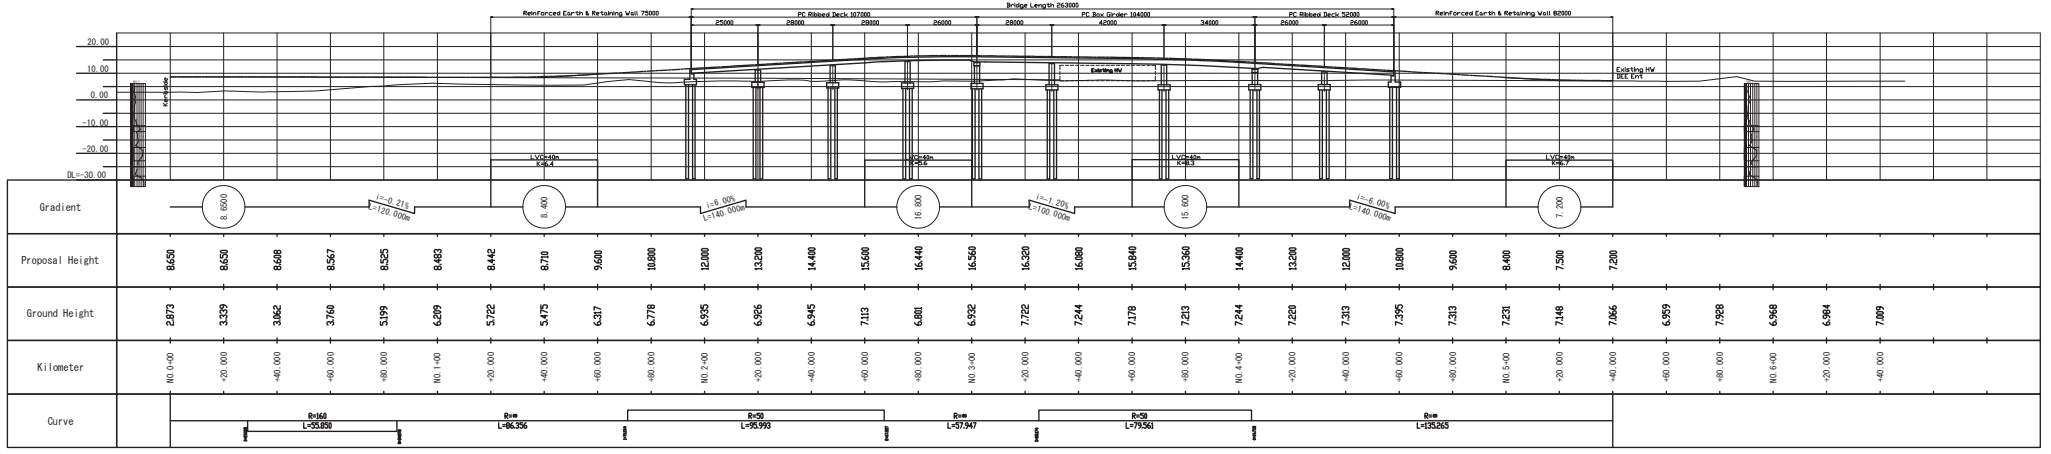 Bridge Length 263000
Reinforced Earth & Retaining Wall 75000
PC Ribbed Deck 107000
PC Box Girder 104000
PC Ribbed Deck 52000
Reinforced Earth & Retaining Wall 82000
25000 28000 28000 26000 28000 42000 34000 26000 26000
20.00
10.00
0.00
-10.00
-20.00
DL=-30.00
Existing HW
Existing HW
DEE Ent
LVC=40m
K=6.4
LVC=40m
K=5.6
LVC=40m
K=8.3
LVC=40m
K=6.7
Gradient
8.6500
i=-0.21%
L=120.000m
8.400
i=6.00%
L=140.000m
16.800
i=-1.20%
L=100.000m
15.600
i=-6.00%
L=140.000m
7.200
Proposal Height 8.650 8.650 8.608 8.567 8.525 8.483 8.442 8.710 9.600 10.800 12.000 13.200 14.400 15.600 16.440 16.560 16.320 16.080 15.840 15.360 14.400 13.200 12.000 10.800 9.600 8.400 7.500 7.200
Ground Height 2.873 3.339 3.062 3.760 5.199 6.209 5.722 5.475 6.317 6.778 6.935 6.926 6.945 7.113 6.801 6.932 7.722 7.244 7.178 7.213 7.244 7.220 7.313 7.395 7.313 7.231 7.148 7.066 6.959 7.928 6.968 6.984 7.009
Kilometer NO.0+00 +20.000 +40.000 +60.000 +80.000 NO.1+00 +20.000 +40.000 +60.000 +80.000 NO.2+00 +20.000 +40.000 +60.000 +80.000 NO.3+00 +20.000 +40.000 +60.000 +80.000 NO.4+00 +20.000 +40.000 +60.000 +80.000 NO.5+00 +20.000 +40.000 +60.000 +80.000 NO.6+00 +20.000 +40.000
Curve
R=160
L=55.850
R=∞
L=86.356
R=50
L=95.993
R=∞
L=57.947
R=50
L=79.561
R=∞
L=135.265